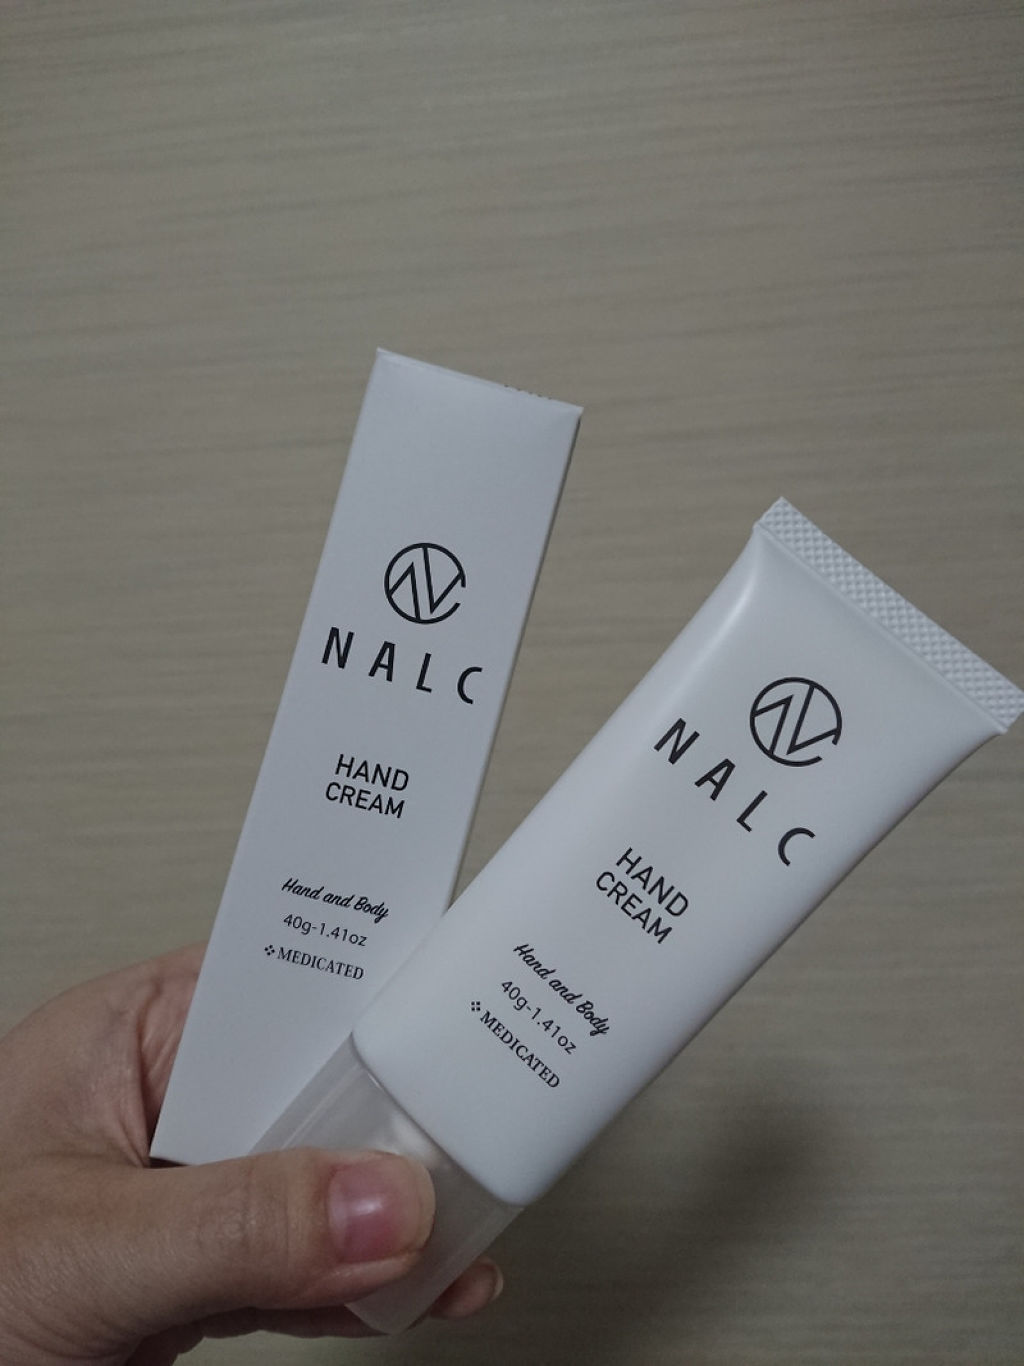 NALC
HAND
CREAM
Hand and Body
40g-1.41oz
MEDICATED
NALC
HAND
CREAM
Hand and Body
40g-1.41oz
MEDICATED